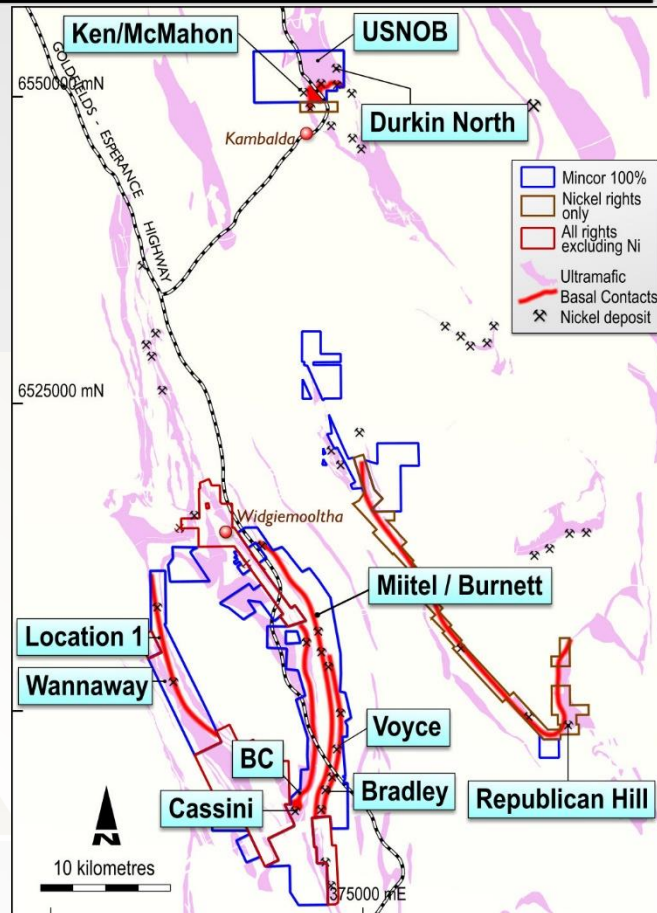 Ken/McMahon
USNOB
6550000 mN
Durkin North
Kambalda
GOLDFIELDS - ESPERANCE HIGHWAY
Mincor 100%
Nickel rights
only
All rights
excluding Ni
Ultramafic
Basal Contacts
Nickel deposit
6525000 mN
Widgiemooltha
Miitel / Burnett
Location 1
Wannaway
Voyce
BC
Bradley
Republican Hill
Cassini
N
10 kilometres
375000 mE